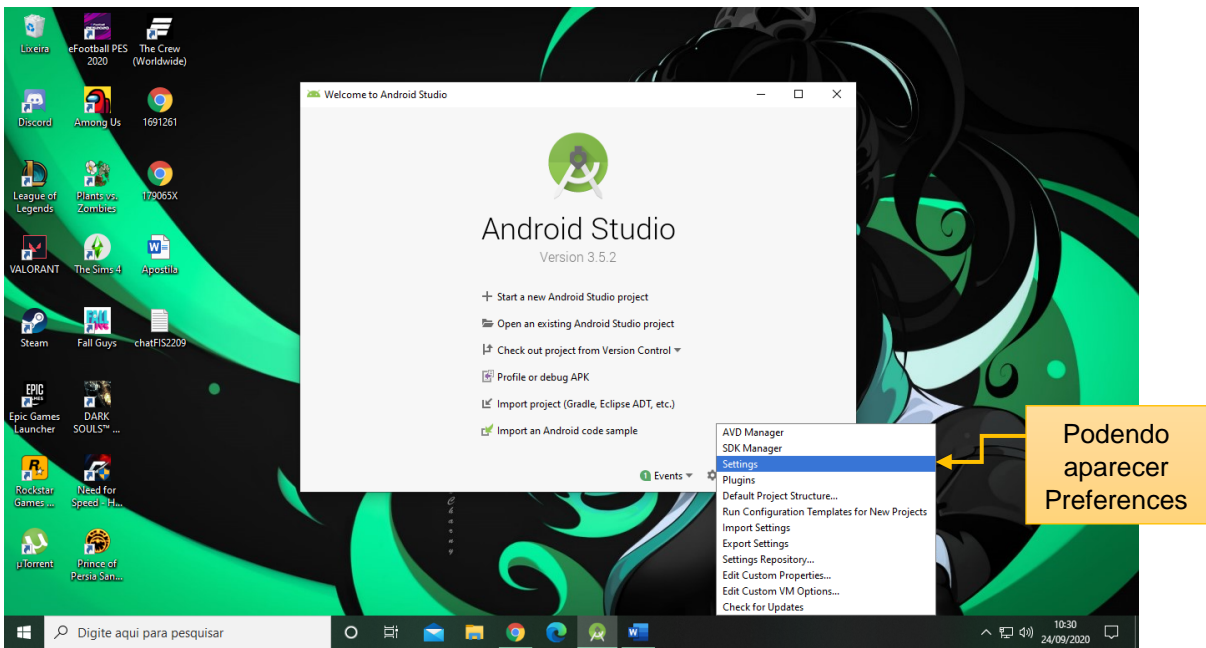 Lixeira
eFootball PES
2020
The Crew
(Worldwide)
Discord
Among Us
1691261
League of
Legends
Plants vs.
Zombies
179065X
VALORANT
The Sims 4
Apostila
Steam
Fall Guys
chatFIS2209
EPIC
GAMES
Epic Games
Launcher
DARK
SOULS™ ...
Rockstar
Games ...
Need for
Speed - H...
µTorrent
Prince of
Persia San...
Welcome to Android Studio
Android Studio
Version 3.5.2
Start a new Android Studio project
Open an existing Android Studio project
Check out project from Version Control
Profile or debug APK
Import project (Gradle, Eclipse ADT, etc.)
Import an Android code sample
1 Events
AVD Manager
SDK Manager
Settings
Plugins
Default Project Structure...
Run Configuration Templates for New Projects
Import Settings
Export Settings
Settings Repository...
Edit Custom Properties...
Edit Custom VM Options...
Check for Updates
Podendo
aparecer
Preferences
Digite aqui para pesquisar
10:30
24/09/2020